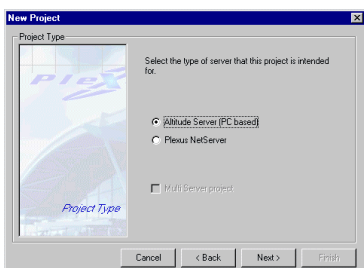 New Project
Project Type
Plex
Select the type of server that this project is intended
for.
Altitude Server (PC based)
Plexus NetServer
Multi Server project
Project Type
Cancel
< Back
Next >
Finish